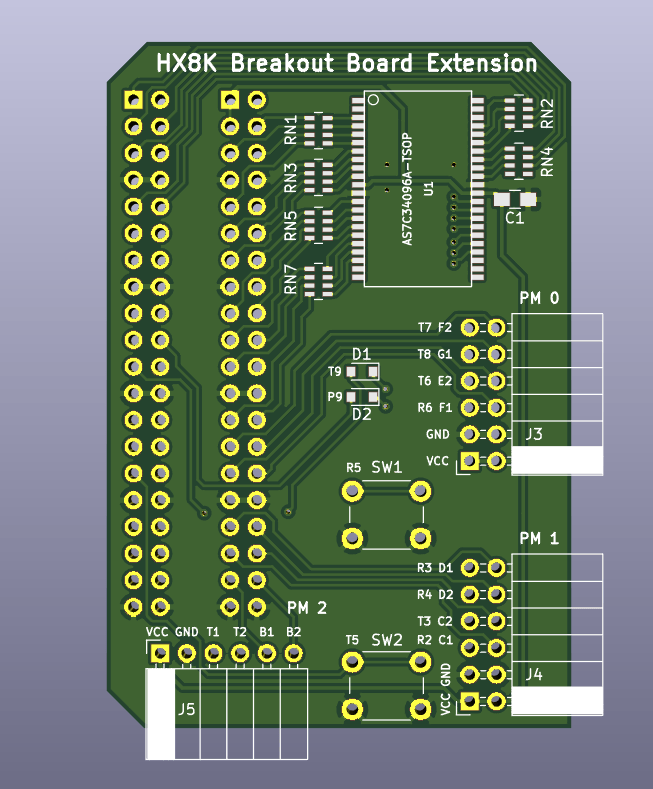 HX8K Breakout Board Extension
RN1
RN2
RN3
RN4
RN5
RN7
AS7C34096A-TSOP
U1
C1
PM 0
T7 F2
T8 G1
T6 E2
R6 F1
GND
VCC
J3
D1
T9
P9
D2
R5 SW1
PM 1
R3 D1
R4 D2
T3 C2
R2 C1
VCC GND
J4
PM 2
VCC GND T1 T2 B1 B2
T5 SW2
J5